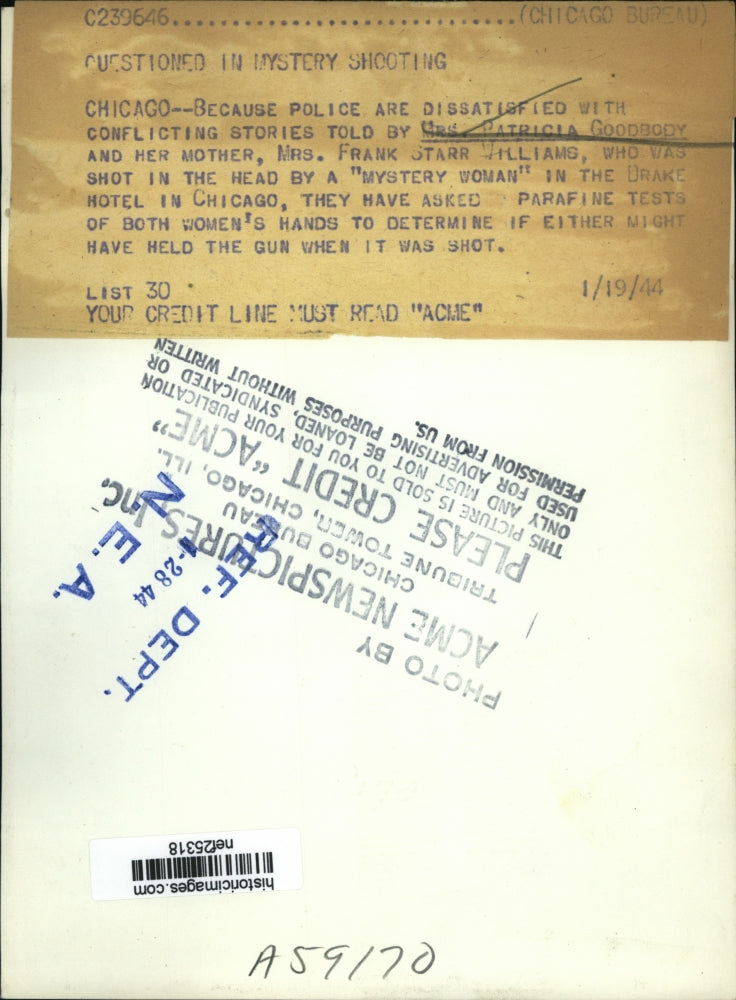 C239646................................(CHICAGO BUREAU)
QUESTIONED IN MYSTERY SHOOTING
CHICAGO--BECAUSE POLICE ARE DISSATISFIED WITH
CONFLICTING STORIES TOLD BY MRS. PATRICIA GOODBODY
AND HER MOTHER, MRS. FRANK STARR WILLIAMS, WHO WAS
SHOT IN THE HEAD BY A "MYSTERY WOMAN" IN THE DRAKE
HOTEL IN CHICAGO, THEY HAVE ASKED PARAFINE TESTS
OF BOTH WOMEN'S HANDS TO DETERMINE IF EITHER MIGHT
HAVE HELD THE GUN WHEN IT WAS SHOT.
LIST 30 1/19/44
YOUR CREDIT LINE MUST READ "ACME"
PHOTO BY
ACME NEWSPICTURES Inc.
CHICAGO BUREAU
TRIBUNE TOWER, CHICAGO, ILL.
PLEASE CREDIT "ACME"
THIS PICTURE IS SOLD TO YOU FOR YOUR PUBLICATION
ONLY AND MUST NOT BE LOANED, SYNDICATED OR
USED FOR ADVERTISING PURPOSES WITHOUT WRITTEN
PERMISSION FROM US.
N.E.A.
1-28 44
REF. DEPT.
historicimages.com
nef25318
A59170